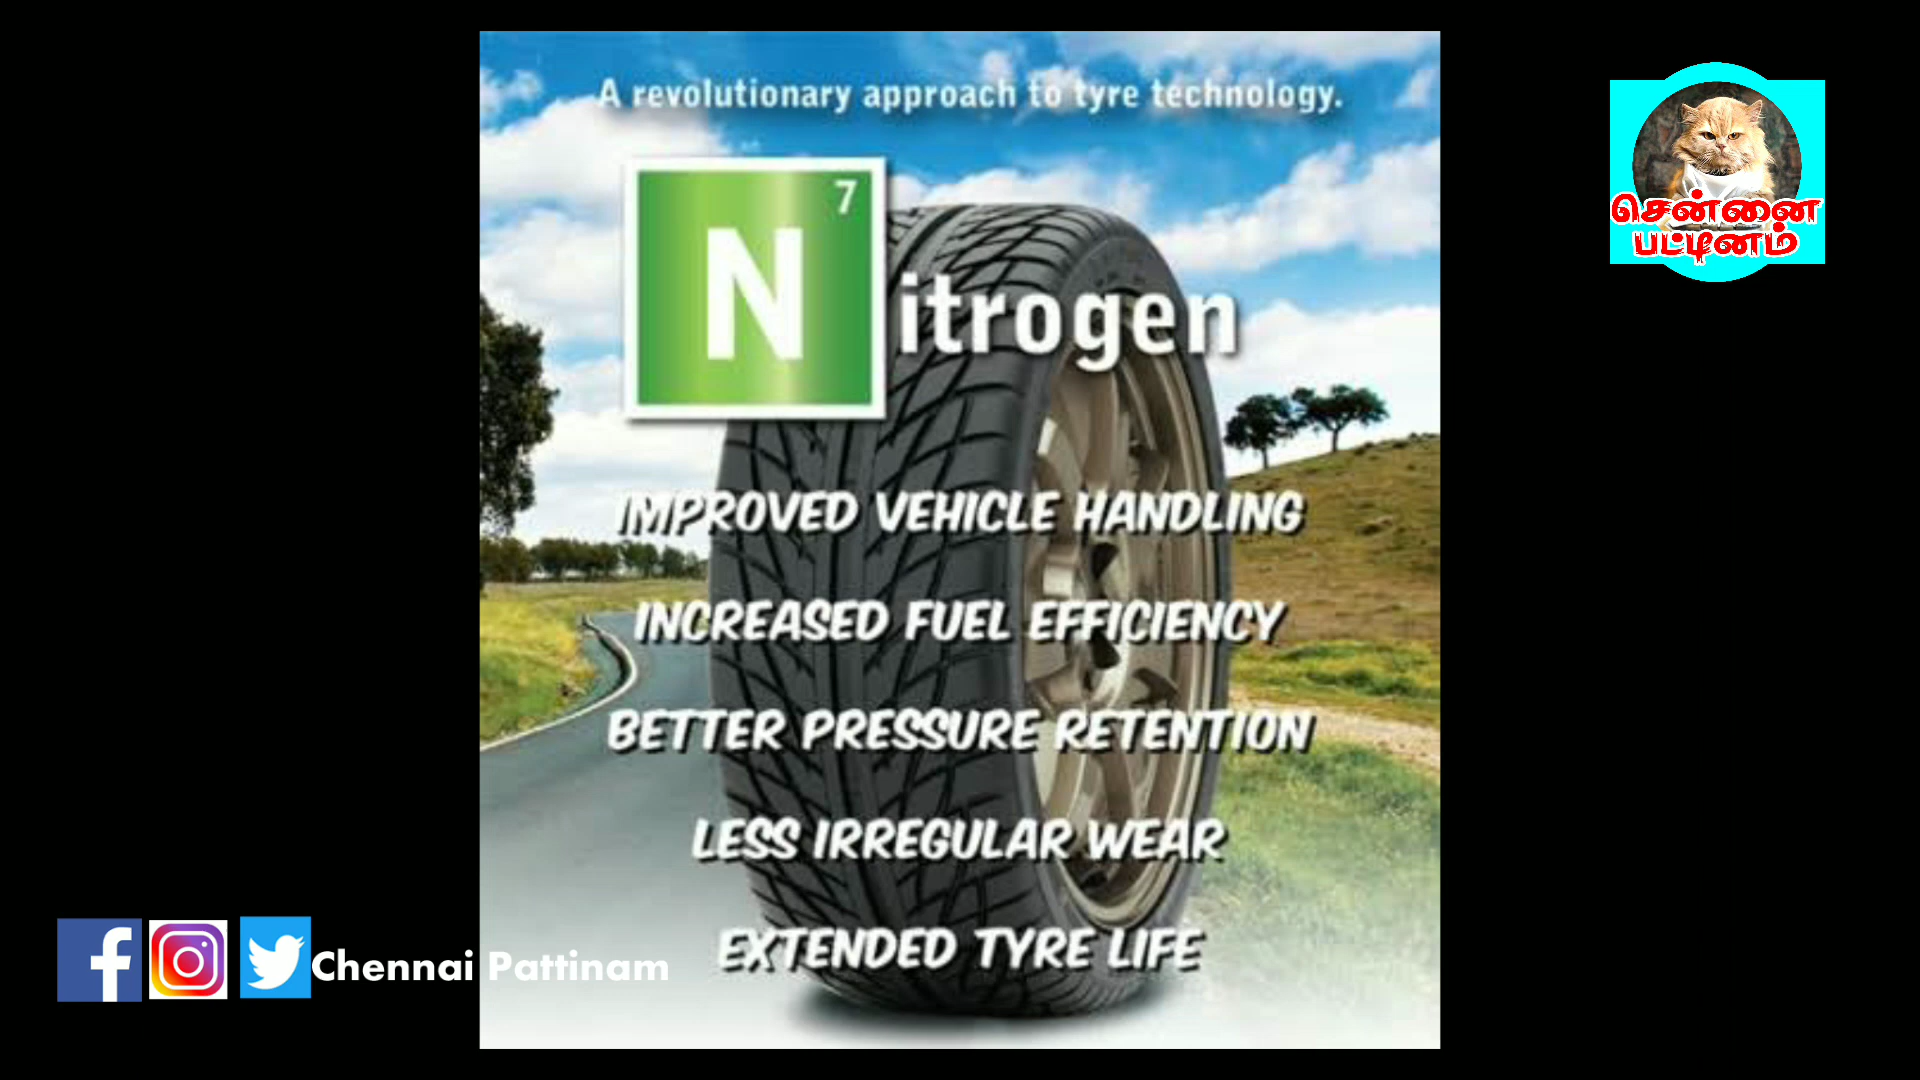 A revolutionary approach to tyre technology.
7
Nitrogen
IMPROVED VEHICLE HANDLING
INCREASED FUEL EFFICIENCY
BETTER PRESSURE RETENTION
LESS IRREGULAR WEAR
EXTENDED TYRE LIFE
சென்னை
பட்டினம்
Chennai Pattinam